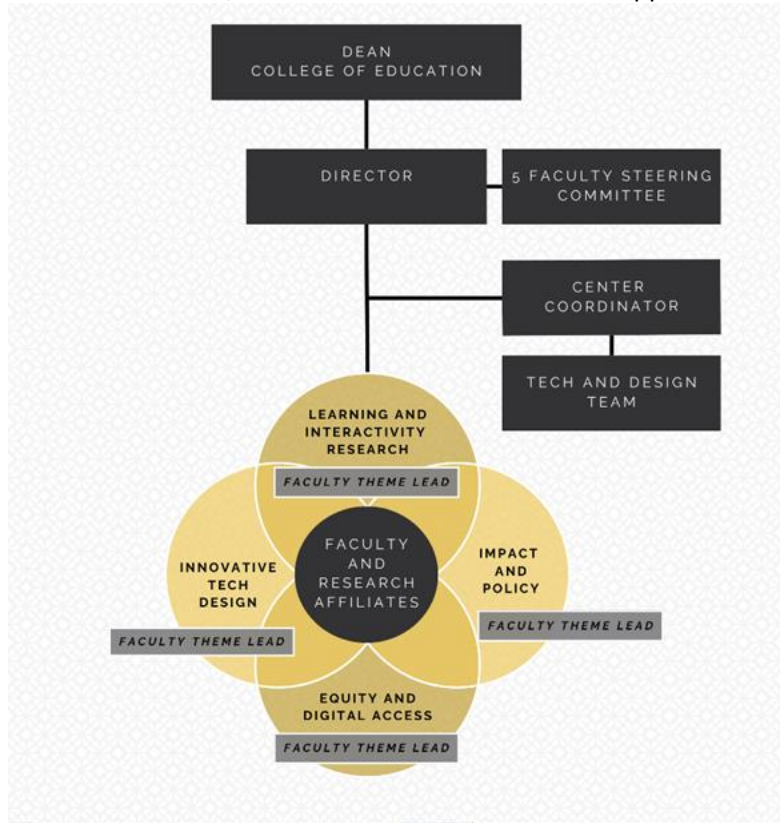 DEAN
COLLEGE OF EDUCATION
DIRECTOR
5 FACULTY STEERING
COMMITTEE
CENTER
COORDINATOR
TECH AND DESIGN
TEAM
LEARNING AND
INTERACTIVITY
RESEARCH
FACULTY THEME LEAD
INNOVATIVE
TECH
DESIGN
FACULTY THEME LEAD
FACULTY
AND
RESEARCH
AFFILIATES
IMPACT
AND
POLICY
FACULTY THEME LEAD
EQUITY AND
DIGITAL ACCESS
FACULTY THEME LEAD